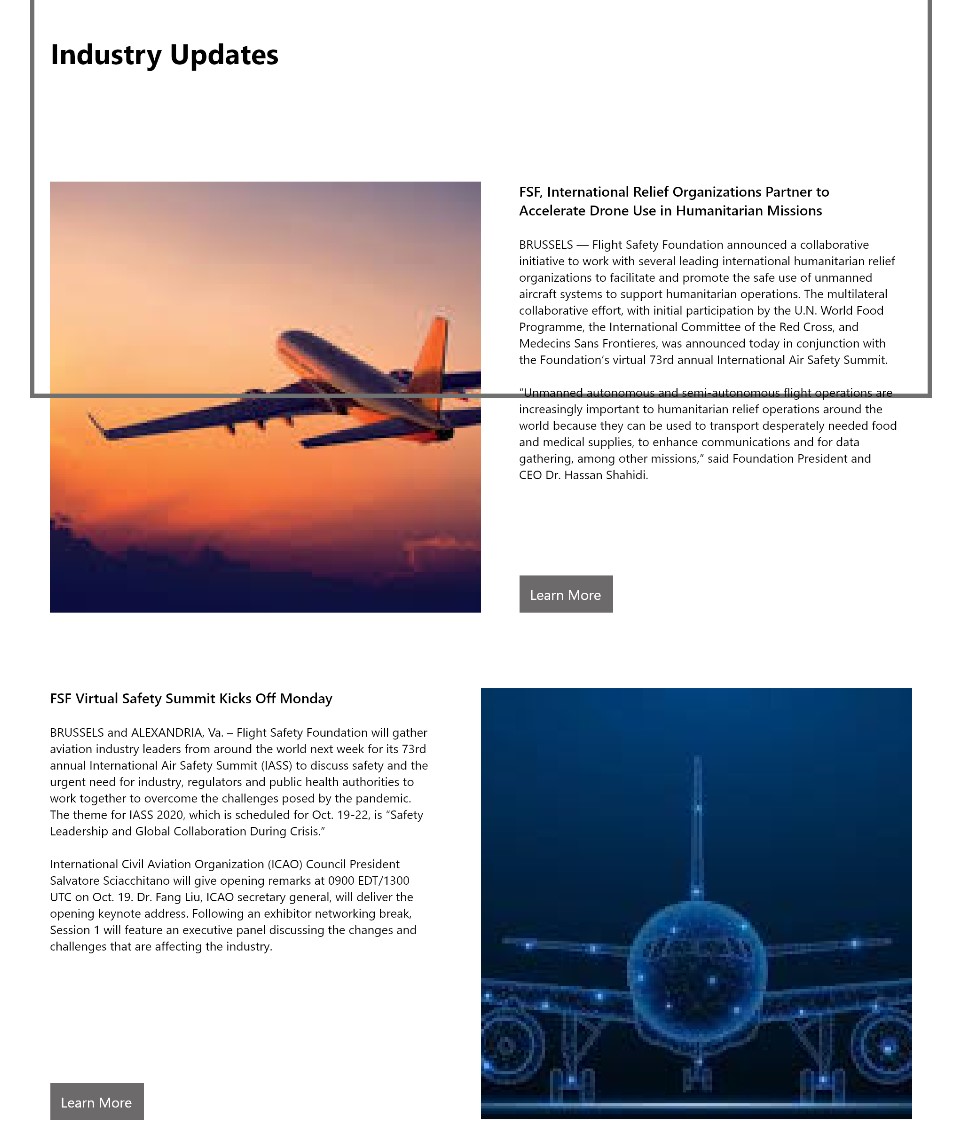 Industry Updates
FSF, International Relief Organizations Partner to
Accelerate Drone Use in Humanitarian Missions
BRUSSELS — Flight Safety Foundation announced a collaborative
initiative to work with several leading international humanitarian relief
organizations to facilitate and promote the safe use of unmanned
aircraft systems to support humanitarian operations. The multilateral
collaborative effort, with initial participation by the U.N. World Food
Programme, the International Committee of the Red Cross, and
Medecins Sans Frontieres, was announced today in conjunction with
the Foundation’s virtual 73rd annual International Air Safety Summit.
“Unmanned autonomous and semi-autonomous flight operations are
increasingly important to humanitarian relief operations around the
world because they can be used to transport desperately needed food
and medical supplies, to enhance communications and for data
gathering, among other missions,” said Foundation President and
CEO Dr. Hassan Shahidi.
Learn More
FSF Virtual Safety Summit Kicks Off Monday
BRUSSELS and ALEXANDRIA, Va. – Flight Safety Foundation will gather
aviation industry leaders from around the world next week for its 73rd
annual International Air Safety Summit (IASS) to discuss safety and the
urgent need for industry, regulators and public health authorities to
work together to overcome the challenges posed by the pandemic.
The theme for IASS 2020, which is scheduled for Oct. 19-22, is “Safety
Leadership and Global Collaboration During Crisis.”
International Civil Aviation Organization (ICAO) Council President
Salvatore Sciacchitano will give opening remarks at 0900 EDT/1300
UTC on Oct. 19. Dr. Fang Liu, ICAO secretary general, will deliver the
opening keynote address. Following an exhibitor networking break,
Session 1 will feature an executive panel discussing the changes and
challenges that are affecting the industry.
Learn More